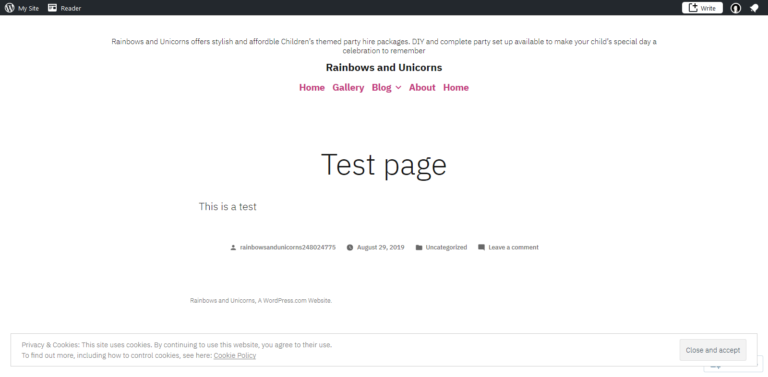 My Site Reader Write
Rainbows and Unicorns offers stylish and affordble Children's themed party hire packages. DIY and complete party set up available to make your child's special day a
celebration to remember
Rainbows and Unicorns
Home Gallery Blog About Home
Test page
This is a test
rainbowsandunicorns248024775 August 29, 2019 Uncategorized Leave a comment
Rainbows and Unicorns, A WordPress.com Website.
Privacy & Cookies: This site uses cookies. By continuing to use this website, you agree to their use.
To find out more, including how to control cookies, see here: Cookie Policy
Close and accept